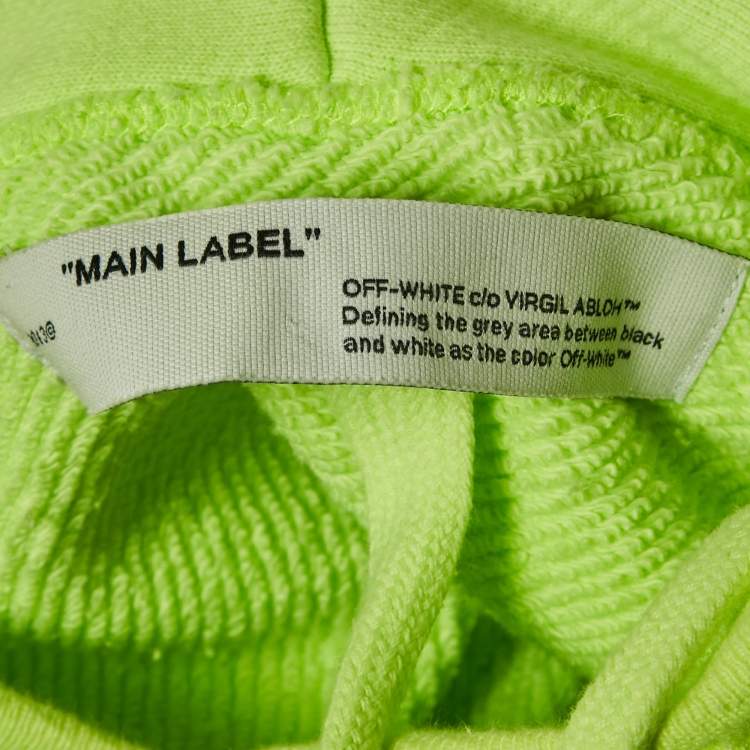 "MAIN LABEL"
OFF-WHITE c/o VIRGIL ABLOH™
Defining the grey area between black
and white as the color Off-White™